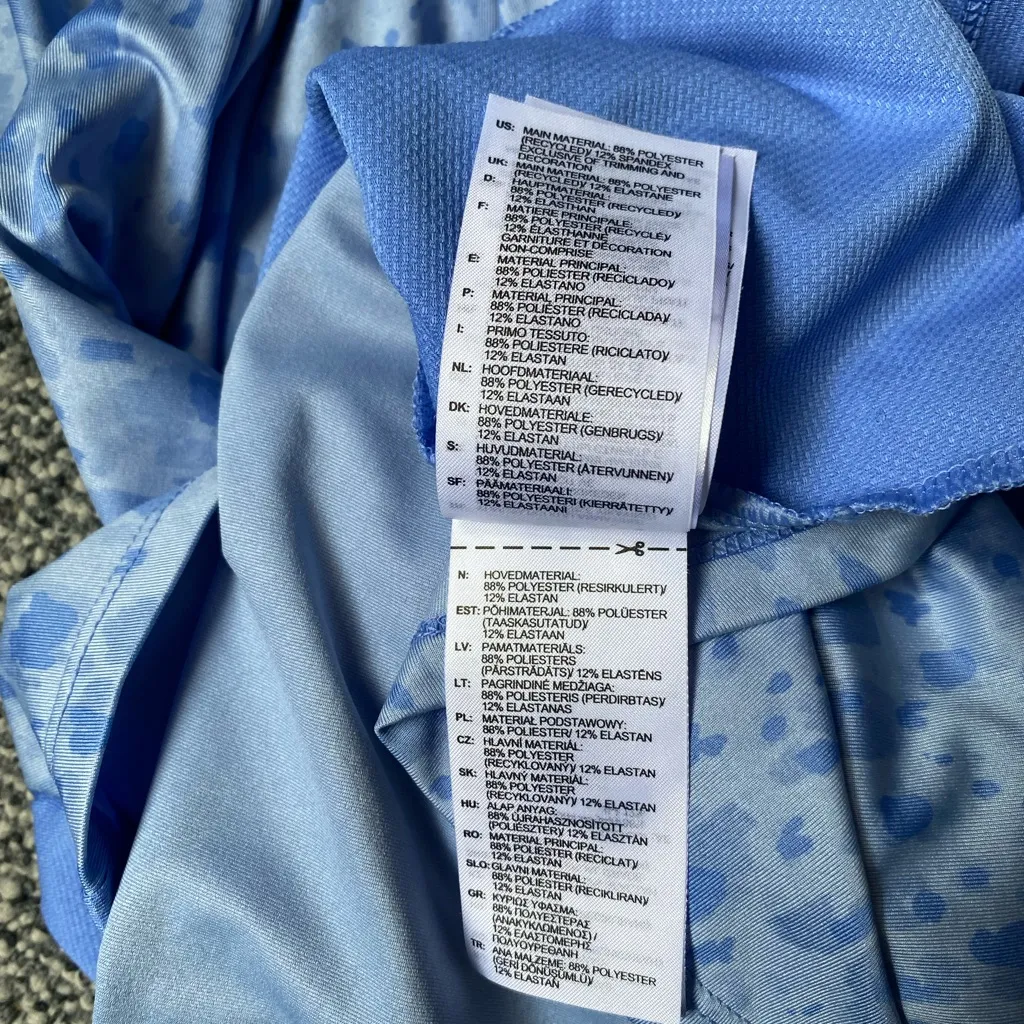 US: MAIN MATERIAL: 88% POLYESTER
(RECYCLED)/ 12% SPANDEX
EXCLUSIVE OF TRIMMING AND
DECORATION
UK: MAIN MATERIAL: 88% POLYESTER
(RECYCLED)/ 12% ELASTANE
D: HAUPTMATERIAL:
88% POLYESTER (RECYCLED)/
12% ELASTHAN
F: MATIERE PRINCIPALE:
88% POLYESTER (RECYCLÉ)/
12% ÉLASTHANNE
GARNITURE ET DÉCORATION
NON-COMPRISE
E: MATERIAL PRINCIPAL:
88% POLIESTER (RECICLADO)/
12% ELASTANO
P: MATERIAL PRINCIPAL:
88% POLIÉSTER (RECICLADA)/
12% ELASTANO
I: PRIMO TESSUTO:
88% POLIESTERE (RICICLATO)/
12% ELASTAN
NL: HOOFDMATERIAAL:
88% POLYESTER (GERECYCLED)/
12% ELASTAAN
DK: HOVEDMATERIALE:
88% POLYESTER (GENBRUGS)/
12% ELASTAN
S: HUVUDMATERIAL:
88% POLYESTER (ÅTERVUNNEN)/
12% ELASTAN
SF: PÄÄMATERIAALI:
88% POLYESTERI (KIERRÄTETTY)/
12% ELASTAANI
N: HOVEDMATERIAL:
88% POLYESTER (RESIRKULERT)/
12% ELASTAN
EST: PÕHIMATERJAL: 88% POLÜESTER
(TAASKASUTATUD)/
12% ELASTAAN
LV: PAMATMATERIĀLS:
88% POLIESTERS
(PĀRSTRĀDĀTS)/ 12% ELASTĒNS
LT: PAGRINDINĖ MEDŽIAGA:
88% POLIESTERIS (PERDIRBTAS)/
12% ELASTANAS
PL: MATERIAŁ PODSTAWOWY:
88% POLIESTER/ 12% ELASTAN
CZ: HLAVNÍ MATERIÁL:
88% POLYESTER
(RECYKLOVANÝ)/ 12% ELASTAN
SK: HLAVNÝ MATERIÁL:
88% POLYESTER
(RECYKLOVANÝ)/ 12% ELASTAN
HU: ALAP ANYAG:
88% ÚJRAHASZNOSÍTOTT
(POLIÉSZTER)/ 12% ELASZTÁN
RO: MATERIAL PRINCIPAL:
88% POLIESTER (RECICLAT)/
12% ELASTAN
SLO: GLAVNI MATERIAL:
88% POLIESTER (RECIKLIRAN)/
12% ELASTAN
GR: ΚΥΡΙΩΣ ΥΦΑΣΜΑ:
88% ΠΟΛΥΕΣΤΕΡΑΣ
(ΑΝΑΚΥΚΛΩΜΕΝΟΣ) /
12% ΕΛΑΣΤΟΜΕΡΗΣ
ΠΟΛΥΟΥΡΕΘΑΝΗ
TR: ANA MALZEME: 88% POLYESTER
(GERİ DÖNÜŞÜMLÜ)/
12% ELASTAN